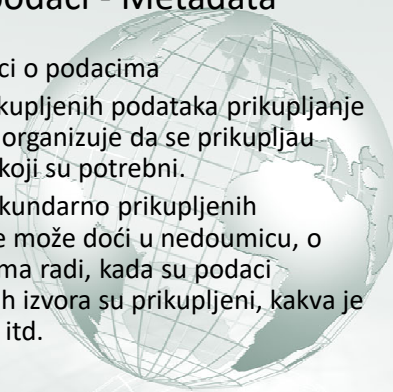 podaci - Metadata
ci o podacima
kupljenih podataka prikupljanje
organizuje da se prikupljau
koji su potrebni.
kundarno prikupljenih
e može doći u nedoumicu, o
ma radi, kada su podaci
h izvora su prikupljeni, kakva je
itd.